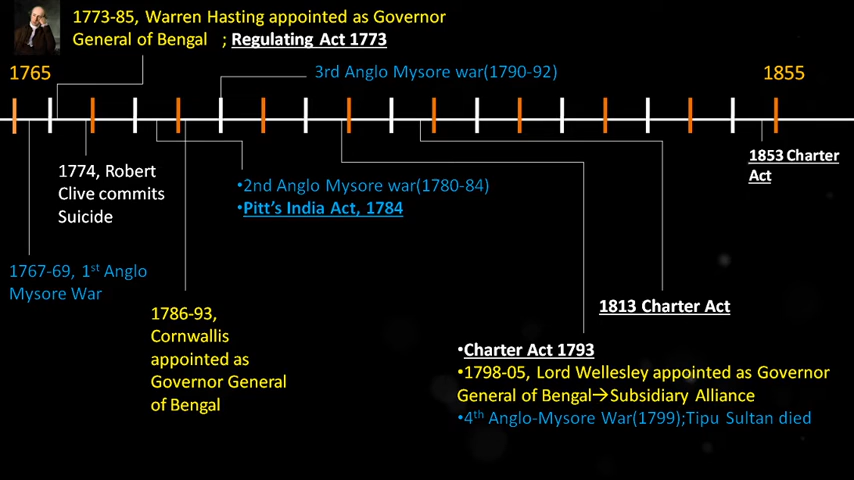 1773-85, Warren Hasting appointed as Governor
General of Bengal ; Regulating Act 1773
1765
3rd Anglo Mysore war(1790-92)
1855
1774, Robert
Clive commits
Suicide
•2nd Anglo Mysore war(1780-84)
•Pitt's India Act, 1784
1853 Charter
Act
1767-69, 1st Anglo
Mysore War
1786-93,
Cornwallis
appointed as
Governor General
of Bengal
1813 Charter Act
•Charter Act 1793
•1798-05, Lord Wellesley appointed as Governor
General of Bengal→Subsidiary Alliance
•4th Anglo-Mysore War(1799);Tipu Sultan died